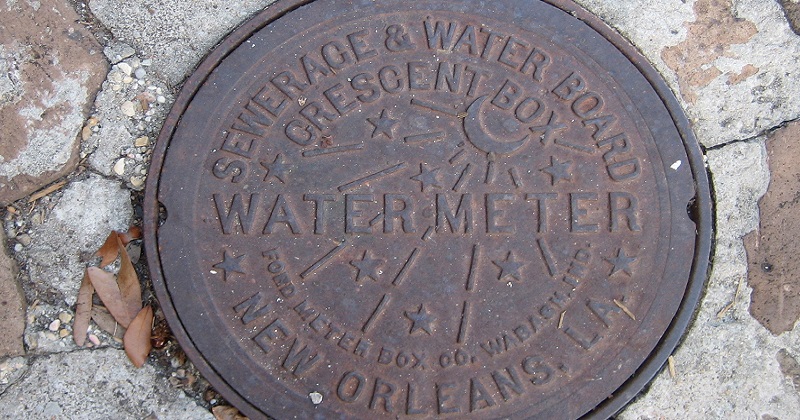 SEWERAGE & WATER BOARD
CRESCENT BOX
WATER METER
FORD METER BOX CO. WABASH, IND.
NEW ORLEANS, LA.